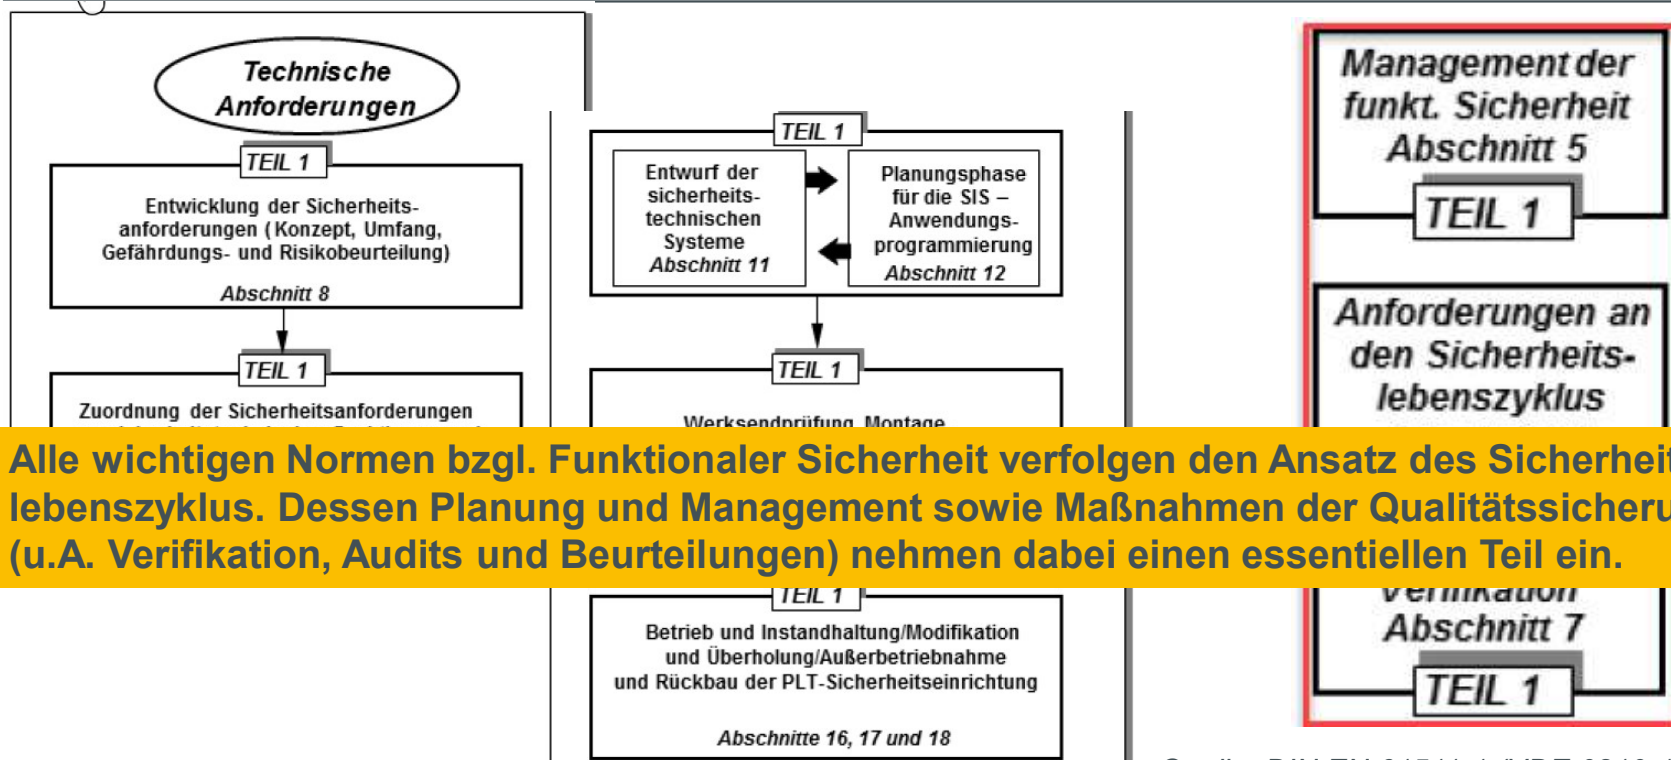 Technische
Anforderungen
TEIL 1
Entwicklung der Sicherheits-
anforderungen (Konzept, Umfang,
Gefährdungs- und Risikobeurteilung)
Abschnitt 8
TEIL 1
Zuordnung der Sicherheitsanforderungen
TEIL 1
Entwurf der
sicherheits-
technischen
Systeme
Abschnitt 11
Planungsphase
für die SIS –
Anwendungs-
programmierung
Abschnitt 12
TEIL 1
Werksendprüfung Montage
Management der
funkt. Sicherheit
Abschnitt 5
TEIL 1
Anforderungen an
den Sicherheits-
lebenszyklus
Alle wichtigen Normen bzgl. Funktionaler Sicherheit verfolgen den Ansatz des Sicherheit
lebenszyklus. Dessen Planung und Management sowie Maßnahmen der Qualitätssicheru
(u.A. Verifikation, Audits und Beurteilungen) nehmen dabei einen essentiellen Teil ein.
TEIL 1
Betrieb und Instandhaltung/Modifikation
und Überholung/Außerbetriebnahme
und Rückbau der PLT-Sicherheitseinrichtung
Abschnitte 16, 17 und 18
Verifikation
Abschnitt 7
TEIL 1